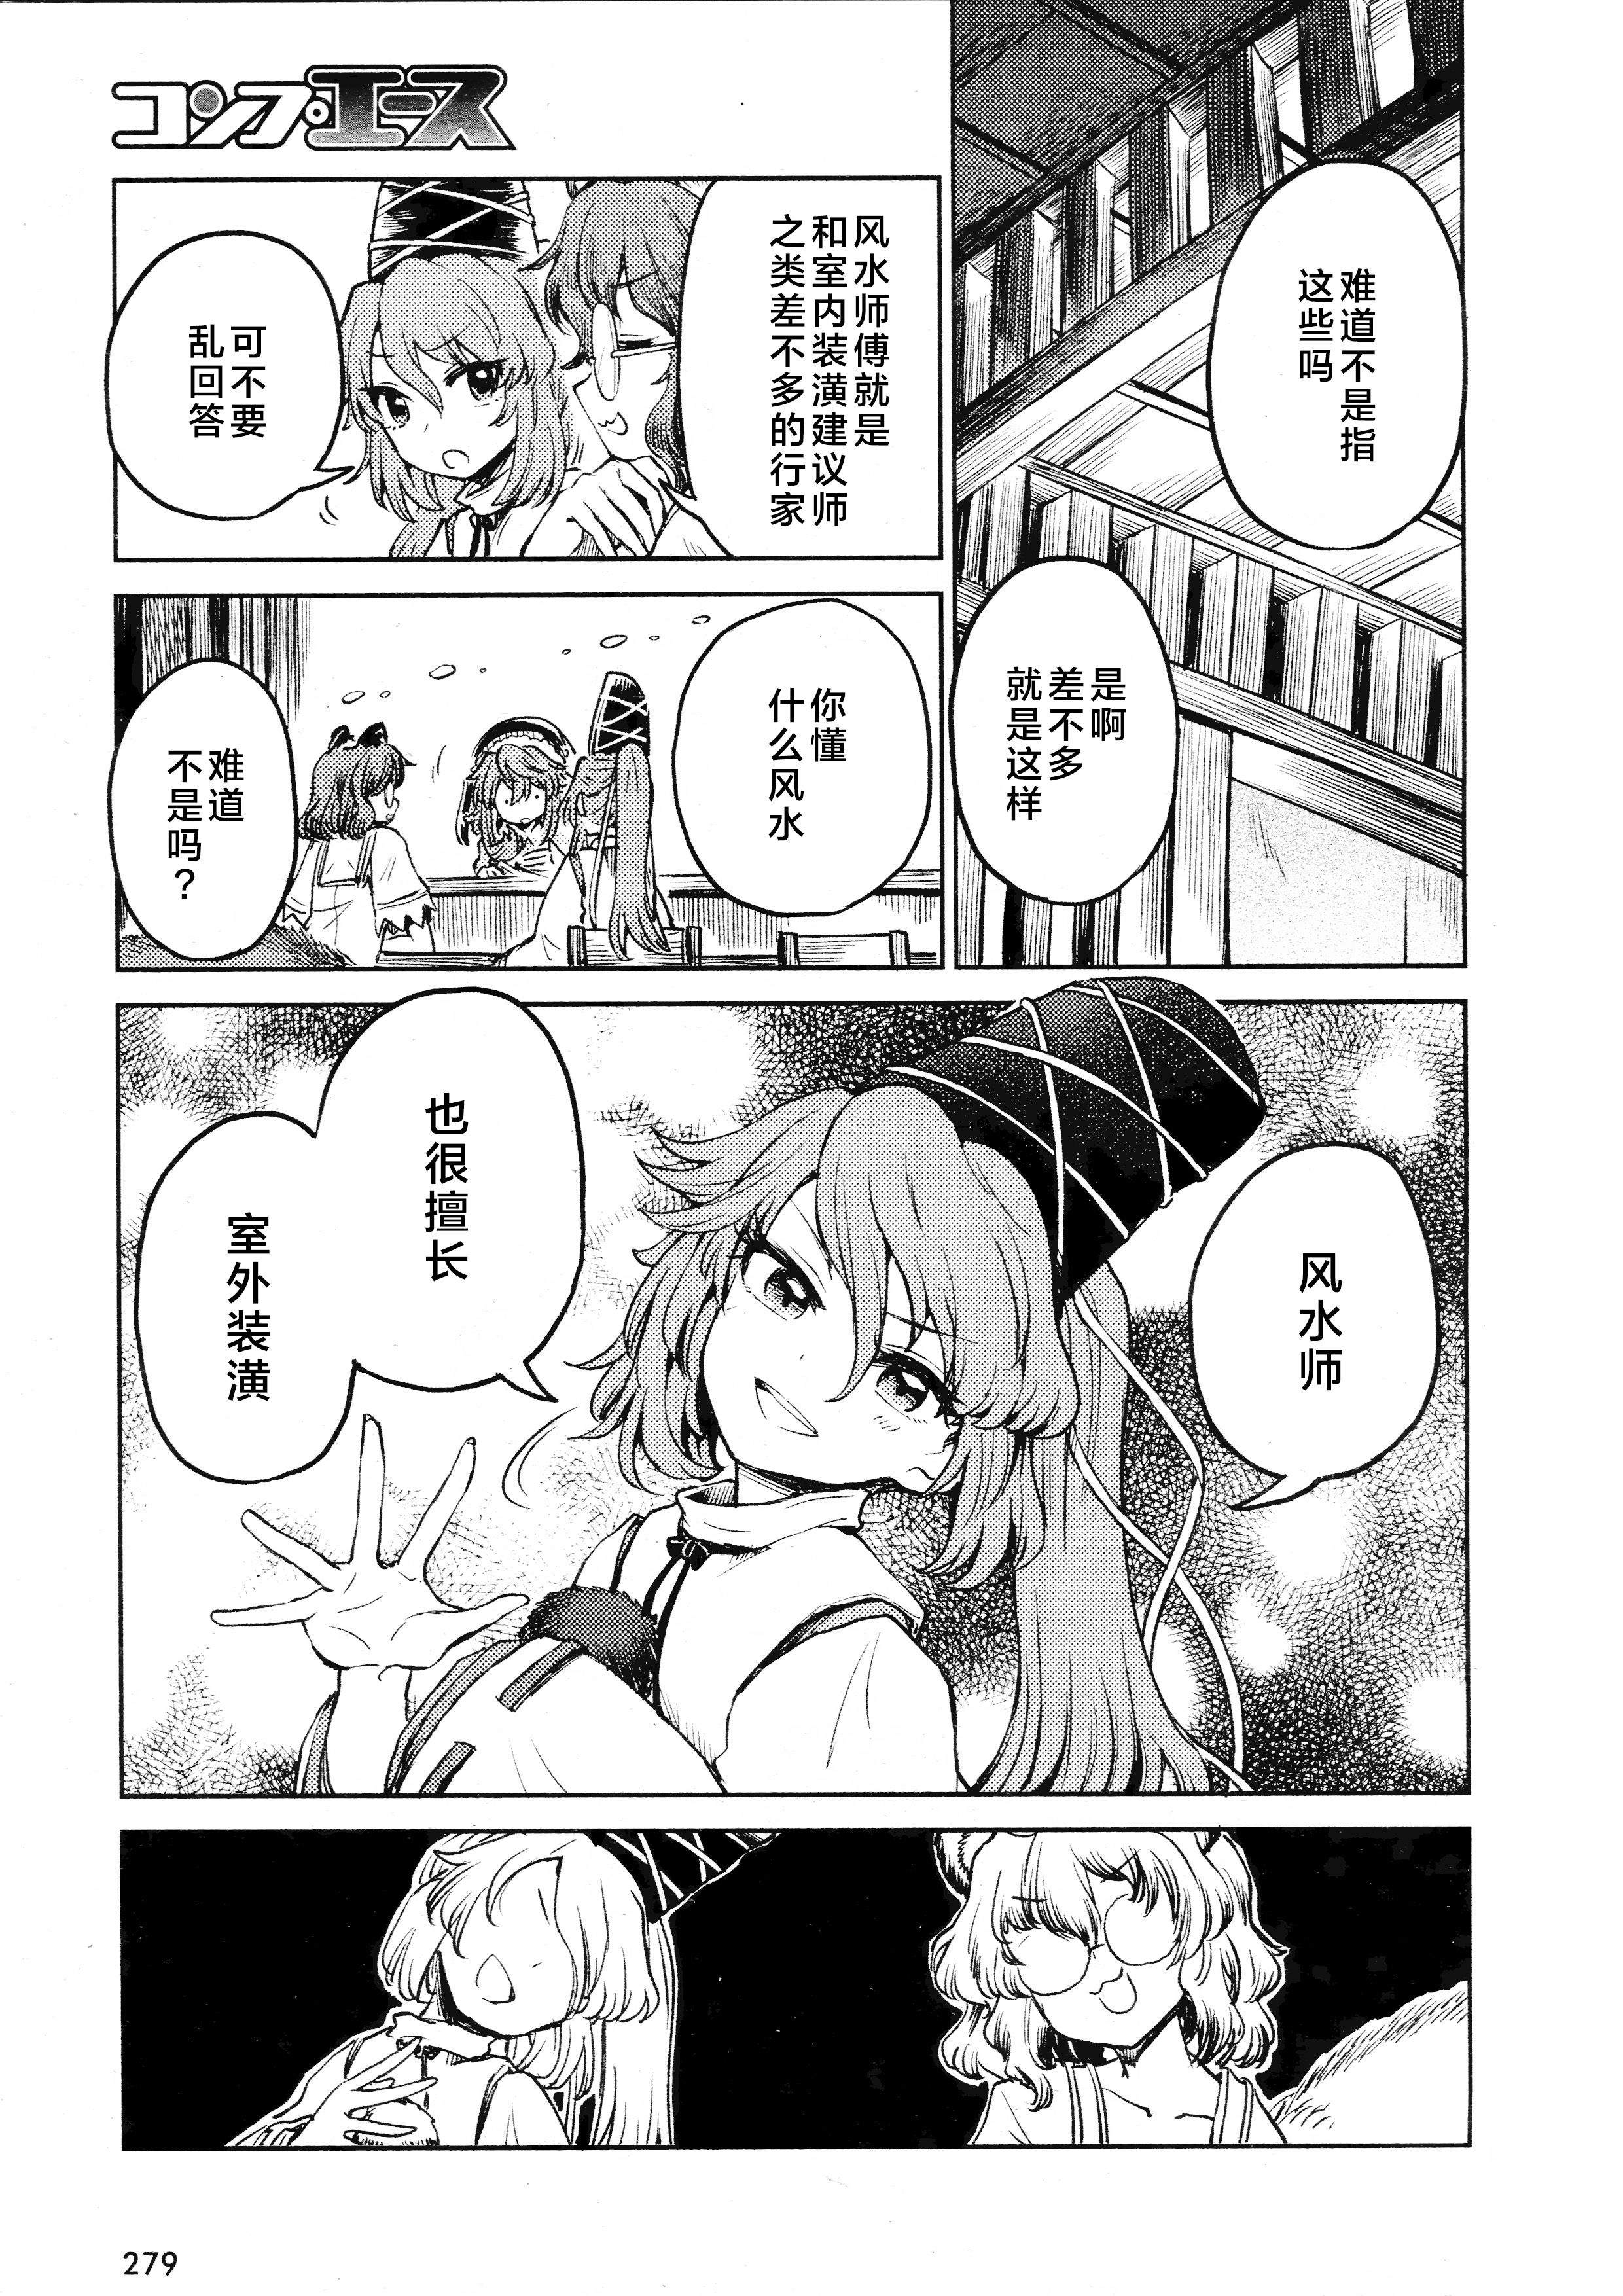 コンプエース
难道不是指
这些吗
是啊
差不多
就是这样
风水师傅就是
和室内装潢建议师
之类差不多的行家
可不要
乱回答
你懂
什么风水
难道
不是吗？
风水师
也很擅长
室外装潢
279